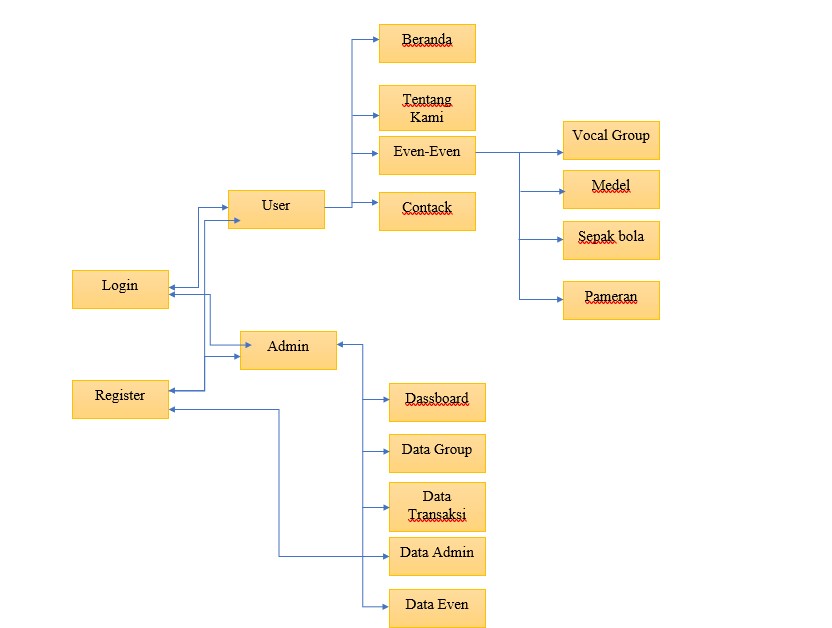 Beranda
Tentang
Kami
Even-Even
Contack
Vocal Group
Medel
Sepak bola
Pameran
User
Login
Admin
Register
Dassboard
Data Group
Data
Transaksi
Data Admin
Data Even